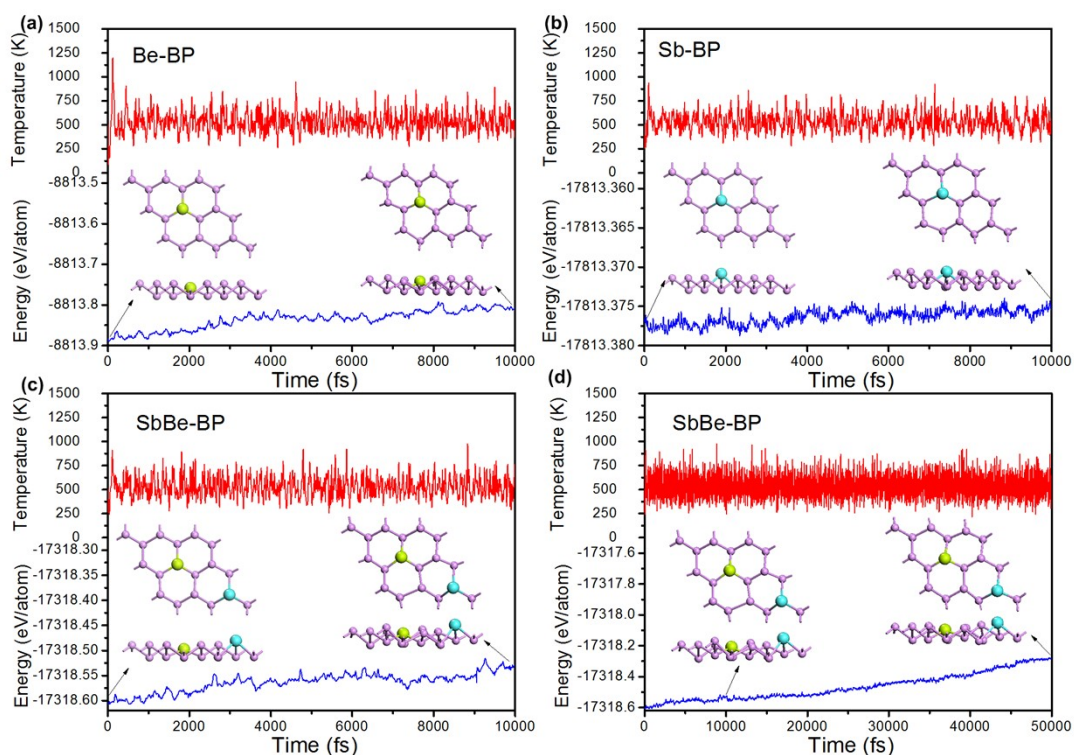 (a)
Be-BP
Temperature (K)
1500
1250
1000
750
500
250
0
Energy (eV/atom)
-8813.5
-8813.6
-8813.7
-8813.8
-8813.9
0 2000 4000 6000 8000 10000
Time (fs)
(b)
Sb-BP
Temperature (K)
1500
1250
1000
750
500
250
0
Energy (eV/atom)
-17813.360
-17813.365
-17813.370
-17813.375
-17813.380
0 2000 4000 6000 8000 10000
Time (fs)
(c)
SbBe-BP
Temperature (K)
1500
1250
1000
750
500
250
0
Energy (eV/atom)
-17318.30
-17318.35
-17318.40
-17318.45
-17318.50
-17318.55
-17318.60
0 2000 4000 6000 8000 10000
Time (fs)
(d)
SbBe-BP
Temperature (K)
1500
1250
1000
750
500
250
0
Energy (eV/atom)
-17317.6
-17317.8
-17318.0
-17318.2
-17318.4
-17318.6
0 10000 20000 30000 40000 50000
Time (fs)